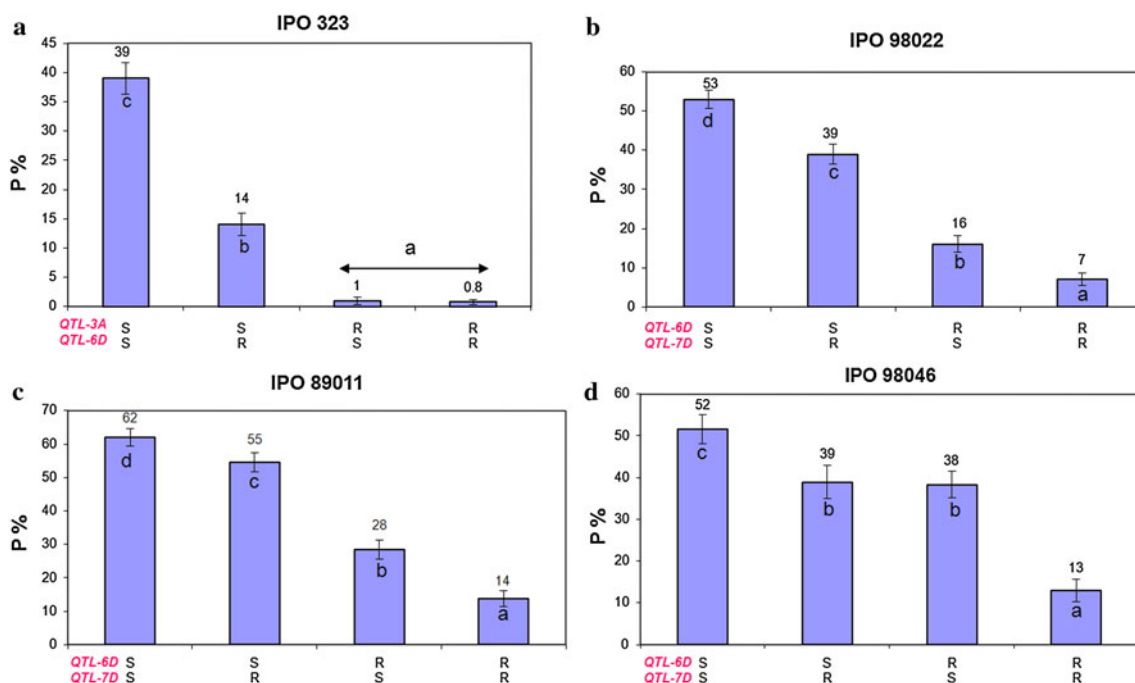 a
IPO 323
P %
45
40
35
30
25
20
15
10
5
0
39
c
14
b
a
1
0.8
QTL-3A S S R R
QTL-6D S R S R
b
IPO 98022
P %
60
50
40
30
20
10
0
53
d
39
c
16
b
7
a
QTL-6D S S R R
QTL-7D S R S R
c
IPO 89011
P %
70
60
50
40
30
20
10
0
62
d
55
c
28
b
14
a
QTL-6D S S R R
QTL-7D S R S R
d
IPO 98046
P %
60
50
40
30
20
10
0
52
c
39
b
38
b
13
a
QTL-6D S S R R
QTL-7D S R S R